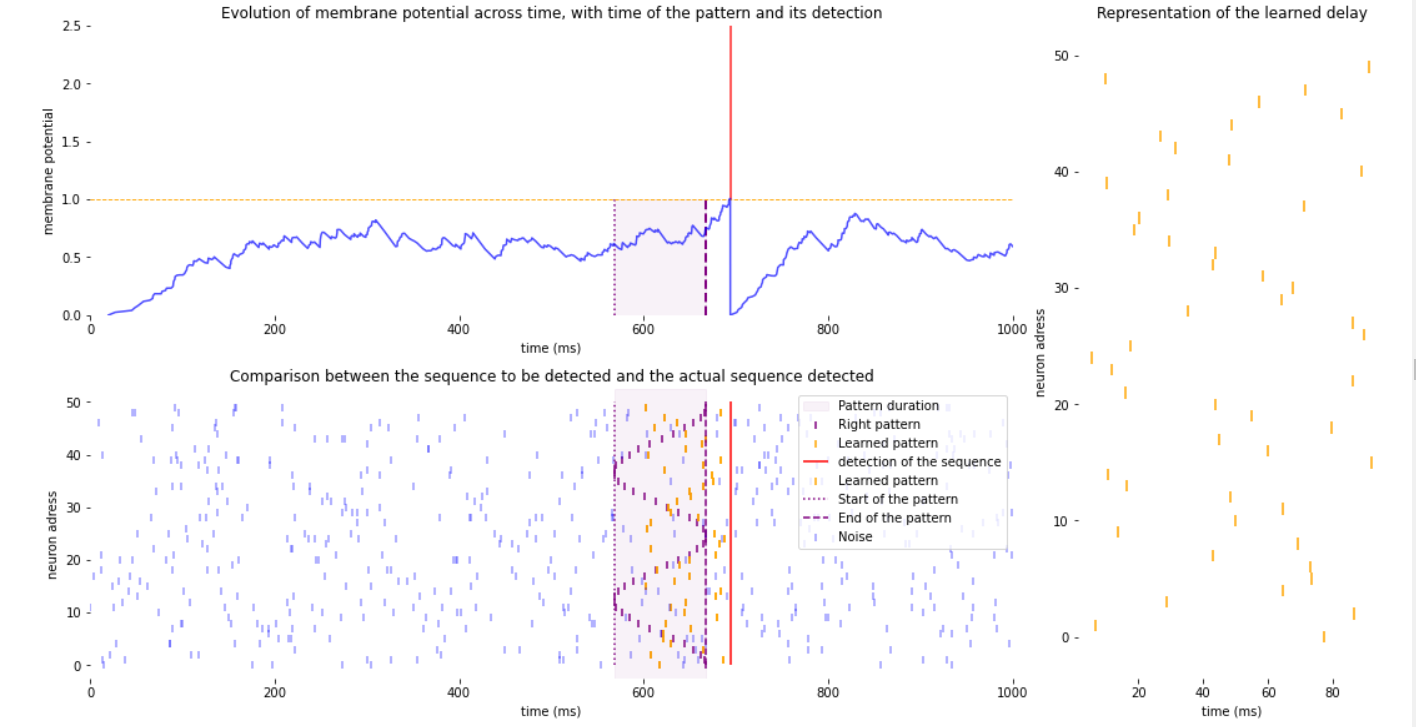 Evolution of membrane potential across time, with time of the pattern and its detection
2.5
2.0
1.5
1.0
0.5
0.0
membrane potential
0 200 400 600 800 1000
time (ms)
Comparison between the sequence to be detected and the actual sequence detected
50
40
30
20
10
0
neuron adress
Pattern duration
Right pattern
Learned pattern
detection of the sequence
Learned pattern
Start of the pattern
End of the pattern
Noise
0 200 400 600 800 1000
time (ms)
Representation of the learned delay
50
40
30
20
10
0
neuron adress
20 40 60 80
time (ms)